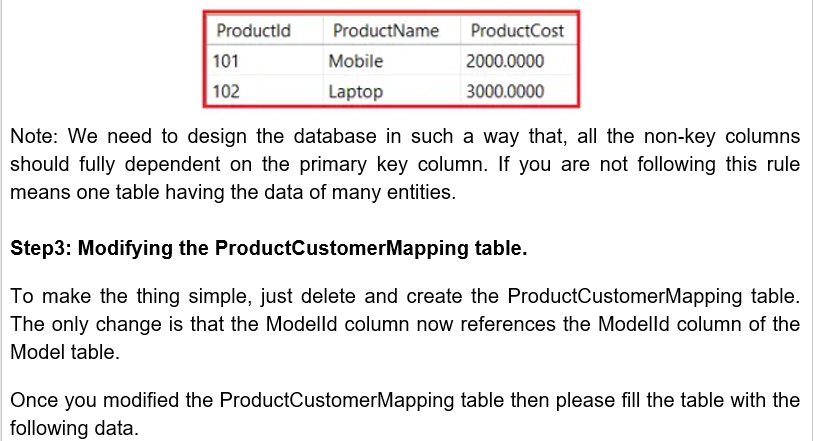 ProductId ProductName ProductCost
101 Mobile 2000.0000
102 Laptop 3000.0000
Note: We need to design the database in such a way that, all the non-key columns
should fully dependent on the primary key column. If you are not following this rule
means one table having the data of many entities.
Step3: Modifying the ProductCustomerMapping table.
To make the thing simple, just delete and create the ProductCustomerMapping table.
The only change is that the ModelId column now references the ModelId column of the
Model table.
Once you modified the ProductCustomerMapping table then please fill the table with the
following data.